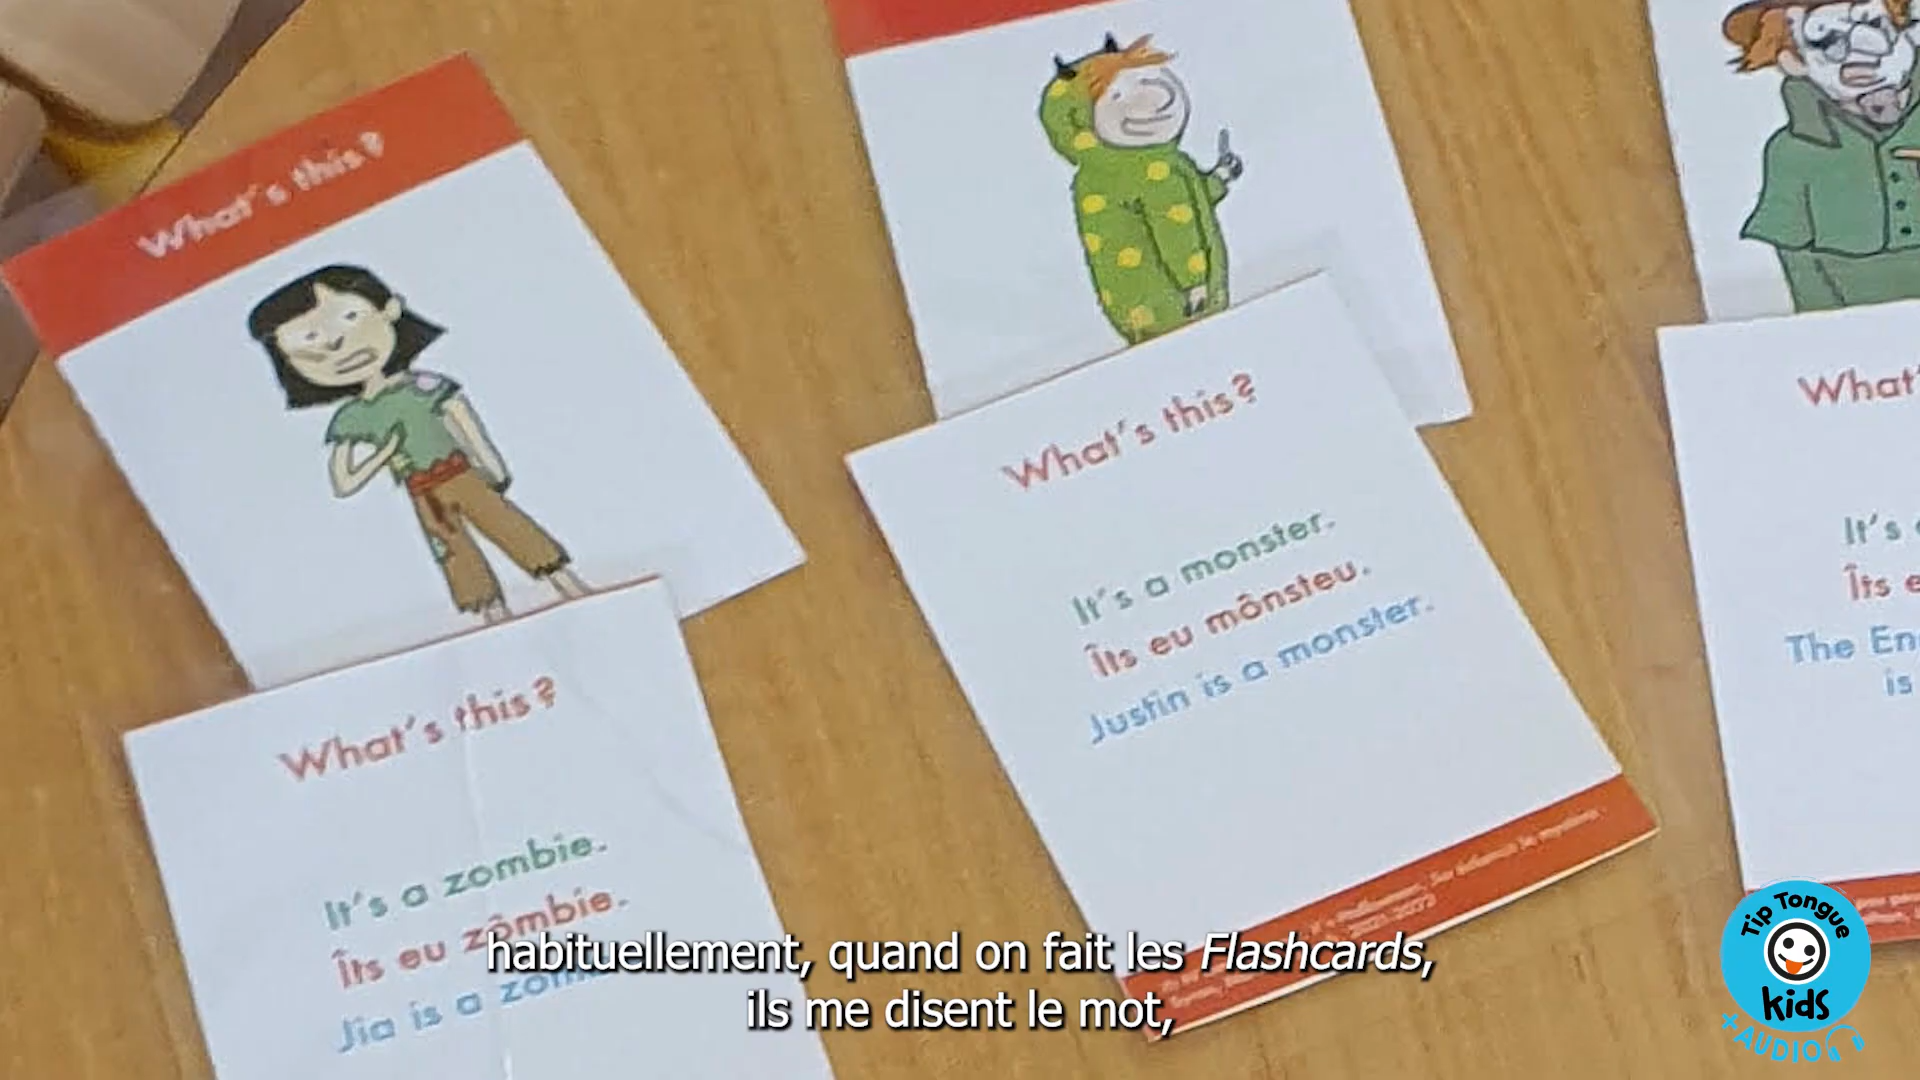 What's this?
What's this?
It's a zombie.
Îts eu zômbie.
Jia is a
What's this?
It's a monster.
Îts eu mônsteu.
Justin is a monster.
What'
It's
Îts
The
is
habituellement, quand on fait les Flashcards,
ils me disent le mot,
Tip Tongue
kids
+ AUDIO